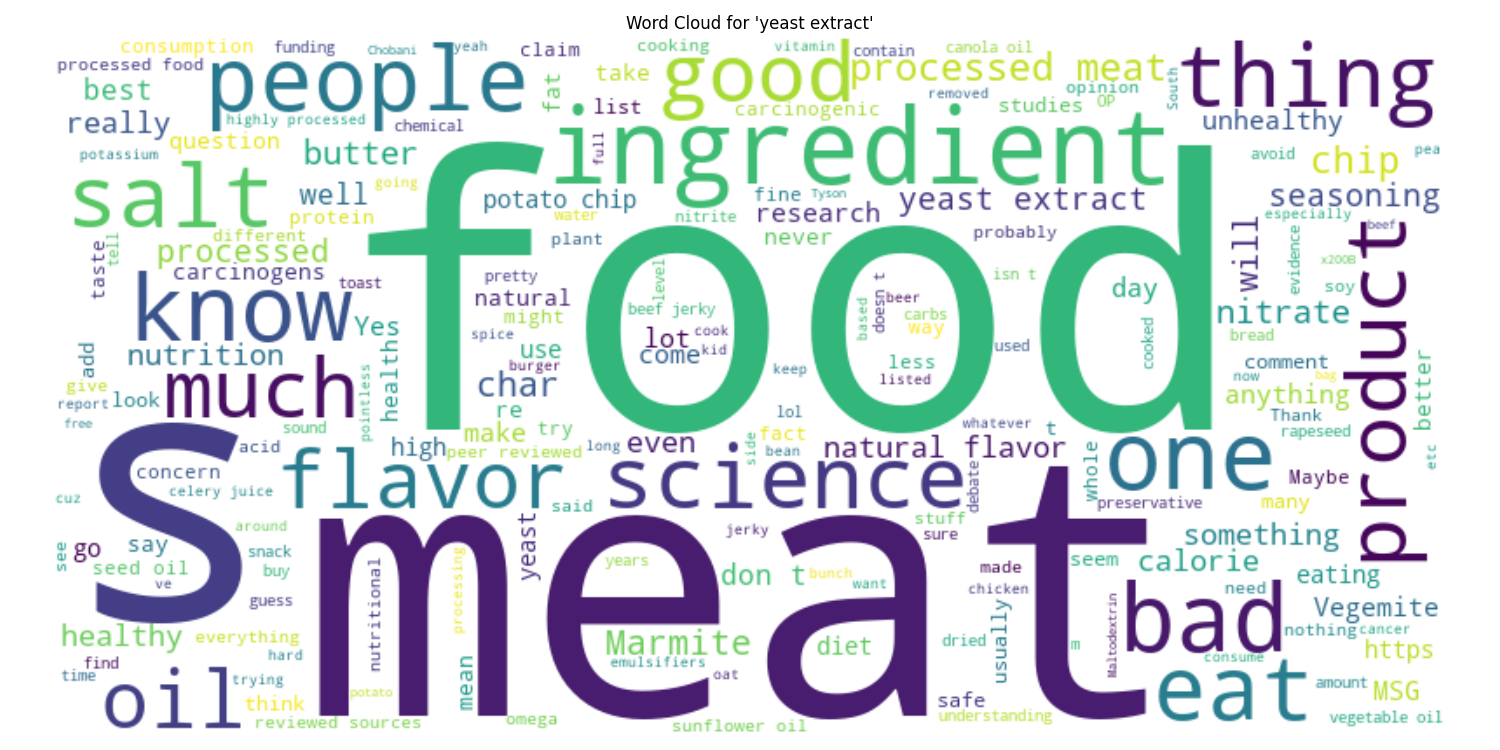 Word Cloud for 'yeast extract'
consumption funding Chobani yeah claim cooking vitamin contain canola oil
processed food people fat take good processed meat South thing
best list carcinogenic removed studies OP opinion
really highly processed chemical ingredient unhealthy
question full
potassium butter avoid chip pea
salt well going potato chip fine Tyson yeast extract seasoning
protein water nitrite research especially
different plant never probably will product beef
taste tell processed food evidence x200B
carcinogens toast pretty level isn t soy
know natural beef jerky doesn t beer day
might based carbs nitrate
add Yes spice lot cook way cooked bread
nutrition use come kid used
much burger less comment
give healths char keep listed now bag
report look pointless re lol anything better
free Thank
sound make try fact whatever t rapeseed
acid high peer reviewed long even side bean natural flavor whole one etc
S concern flavor science debate Maybe
cuz celery juice said preservative many
around yeast jerky stuff sure something
see go say snack
seed oil buy years don t bunch want made seem calorie eating
ve guess nutritional processing meat chicken need
usually Maltodextrin bad Vegemite
healthy everything Marmite diet dried m nothing cancer
find hard emulsifiers consume https
time oil trying mean oat eat amount
think potato safe MSG
reviewed sources omega sunflower oil understanding vegetable oil